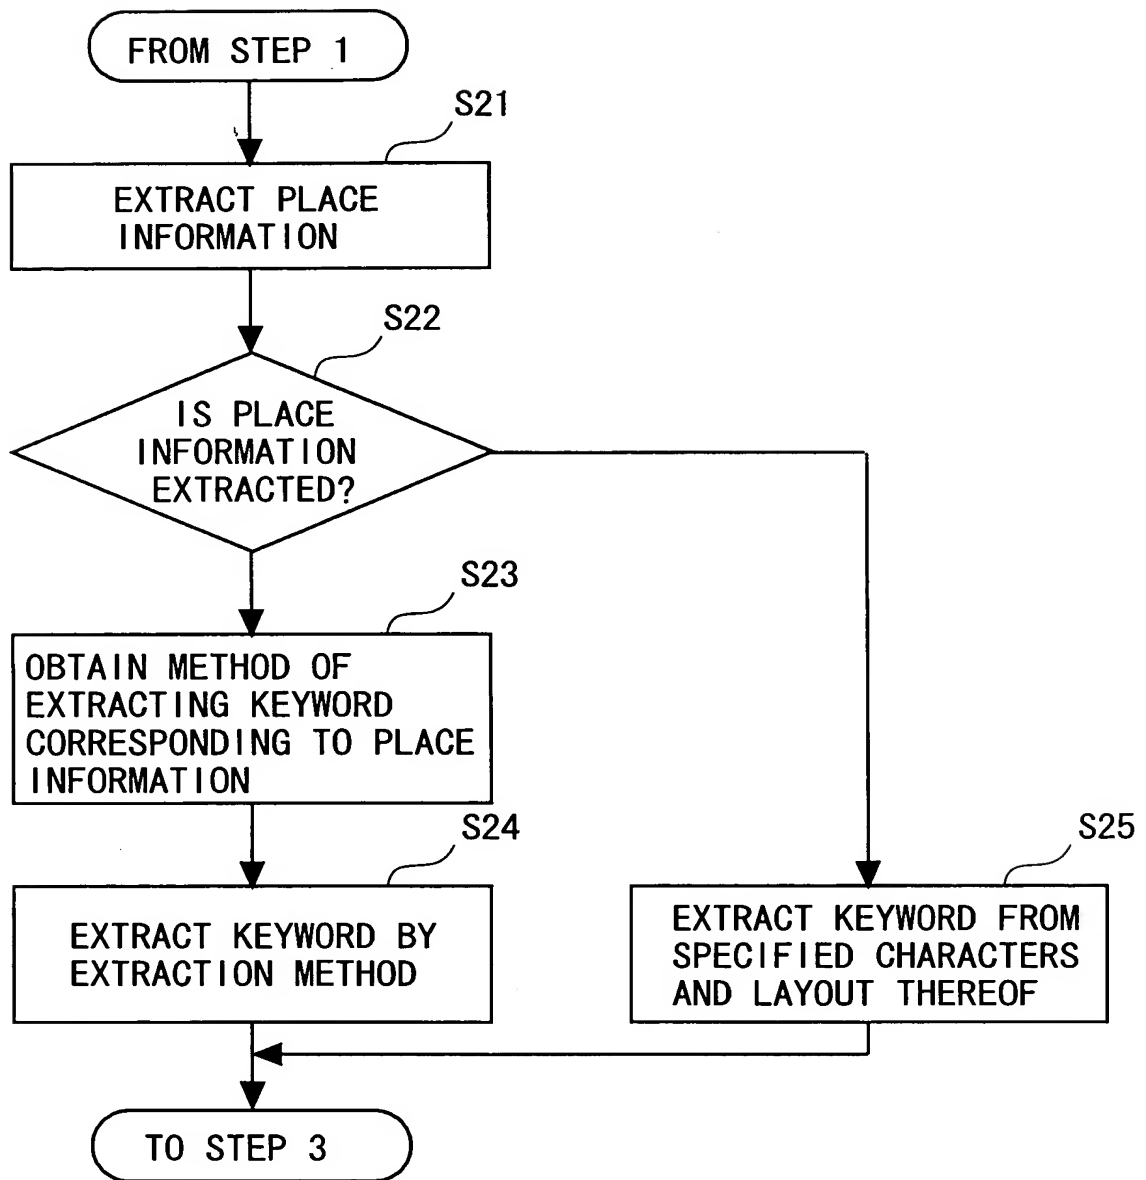 FROM STEP 1
S21
EXTRACT PLACE
INFORMATION
S22
IS PLACE
INFORMATION
EXTRACTED?
S23
OBTAIN METHOD OF
EXTRACTING KEYWORD
CORRESPONDING TO PLACE
INFORMATION
S24
EXTRACT KEYWORD BY
EXTRACTION METHOD
S25
EXTRACT KEYWORD FROM
SPECIFIED CHARACTERS
AND LAYOUT THEREOF
TO STEP 3